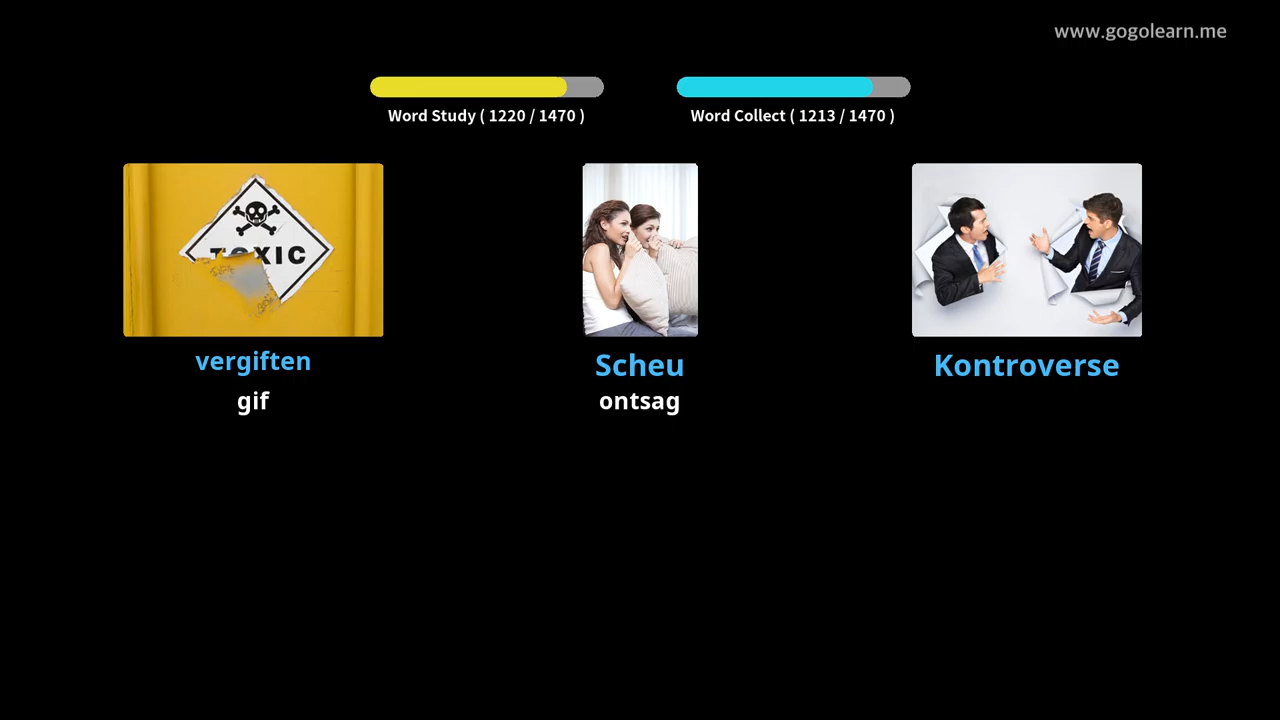 www.gogolearn.me
Word Study ( 1220 / 1470 )
Word Collect ( 1213 / 1470 )
TOXIC
vergiften
Scheu
Kontroverse
gif
ontsag